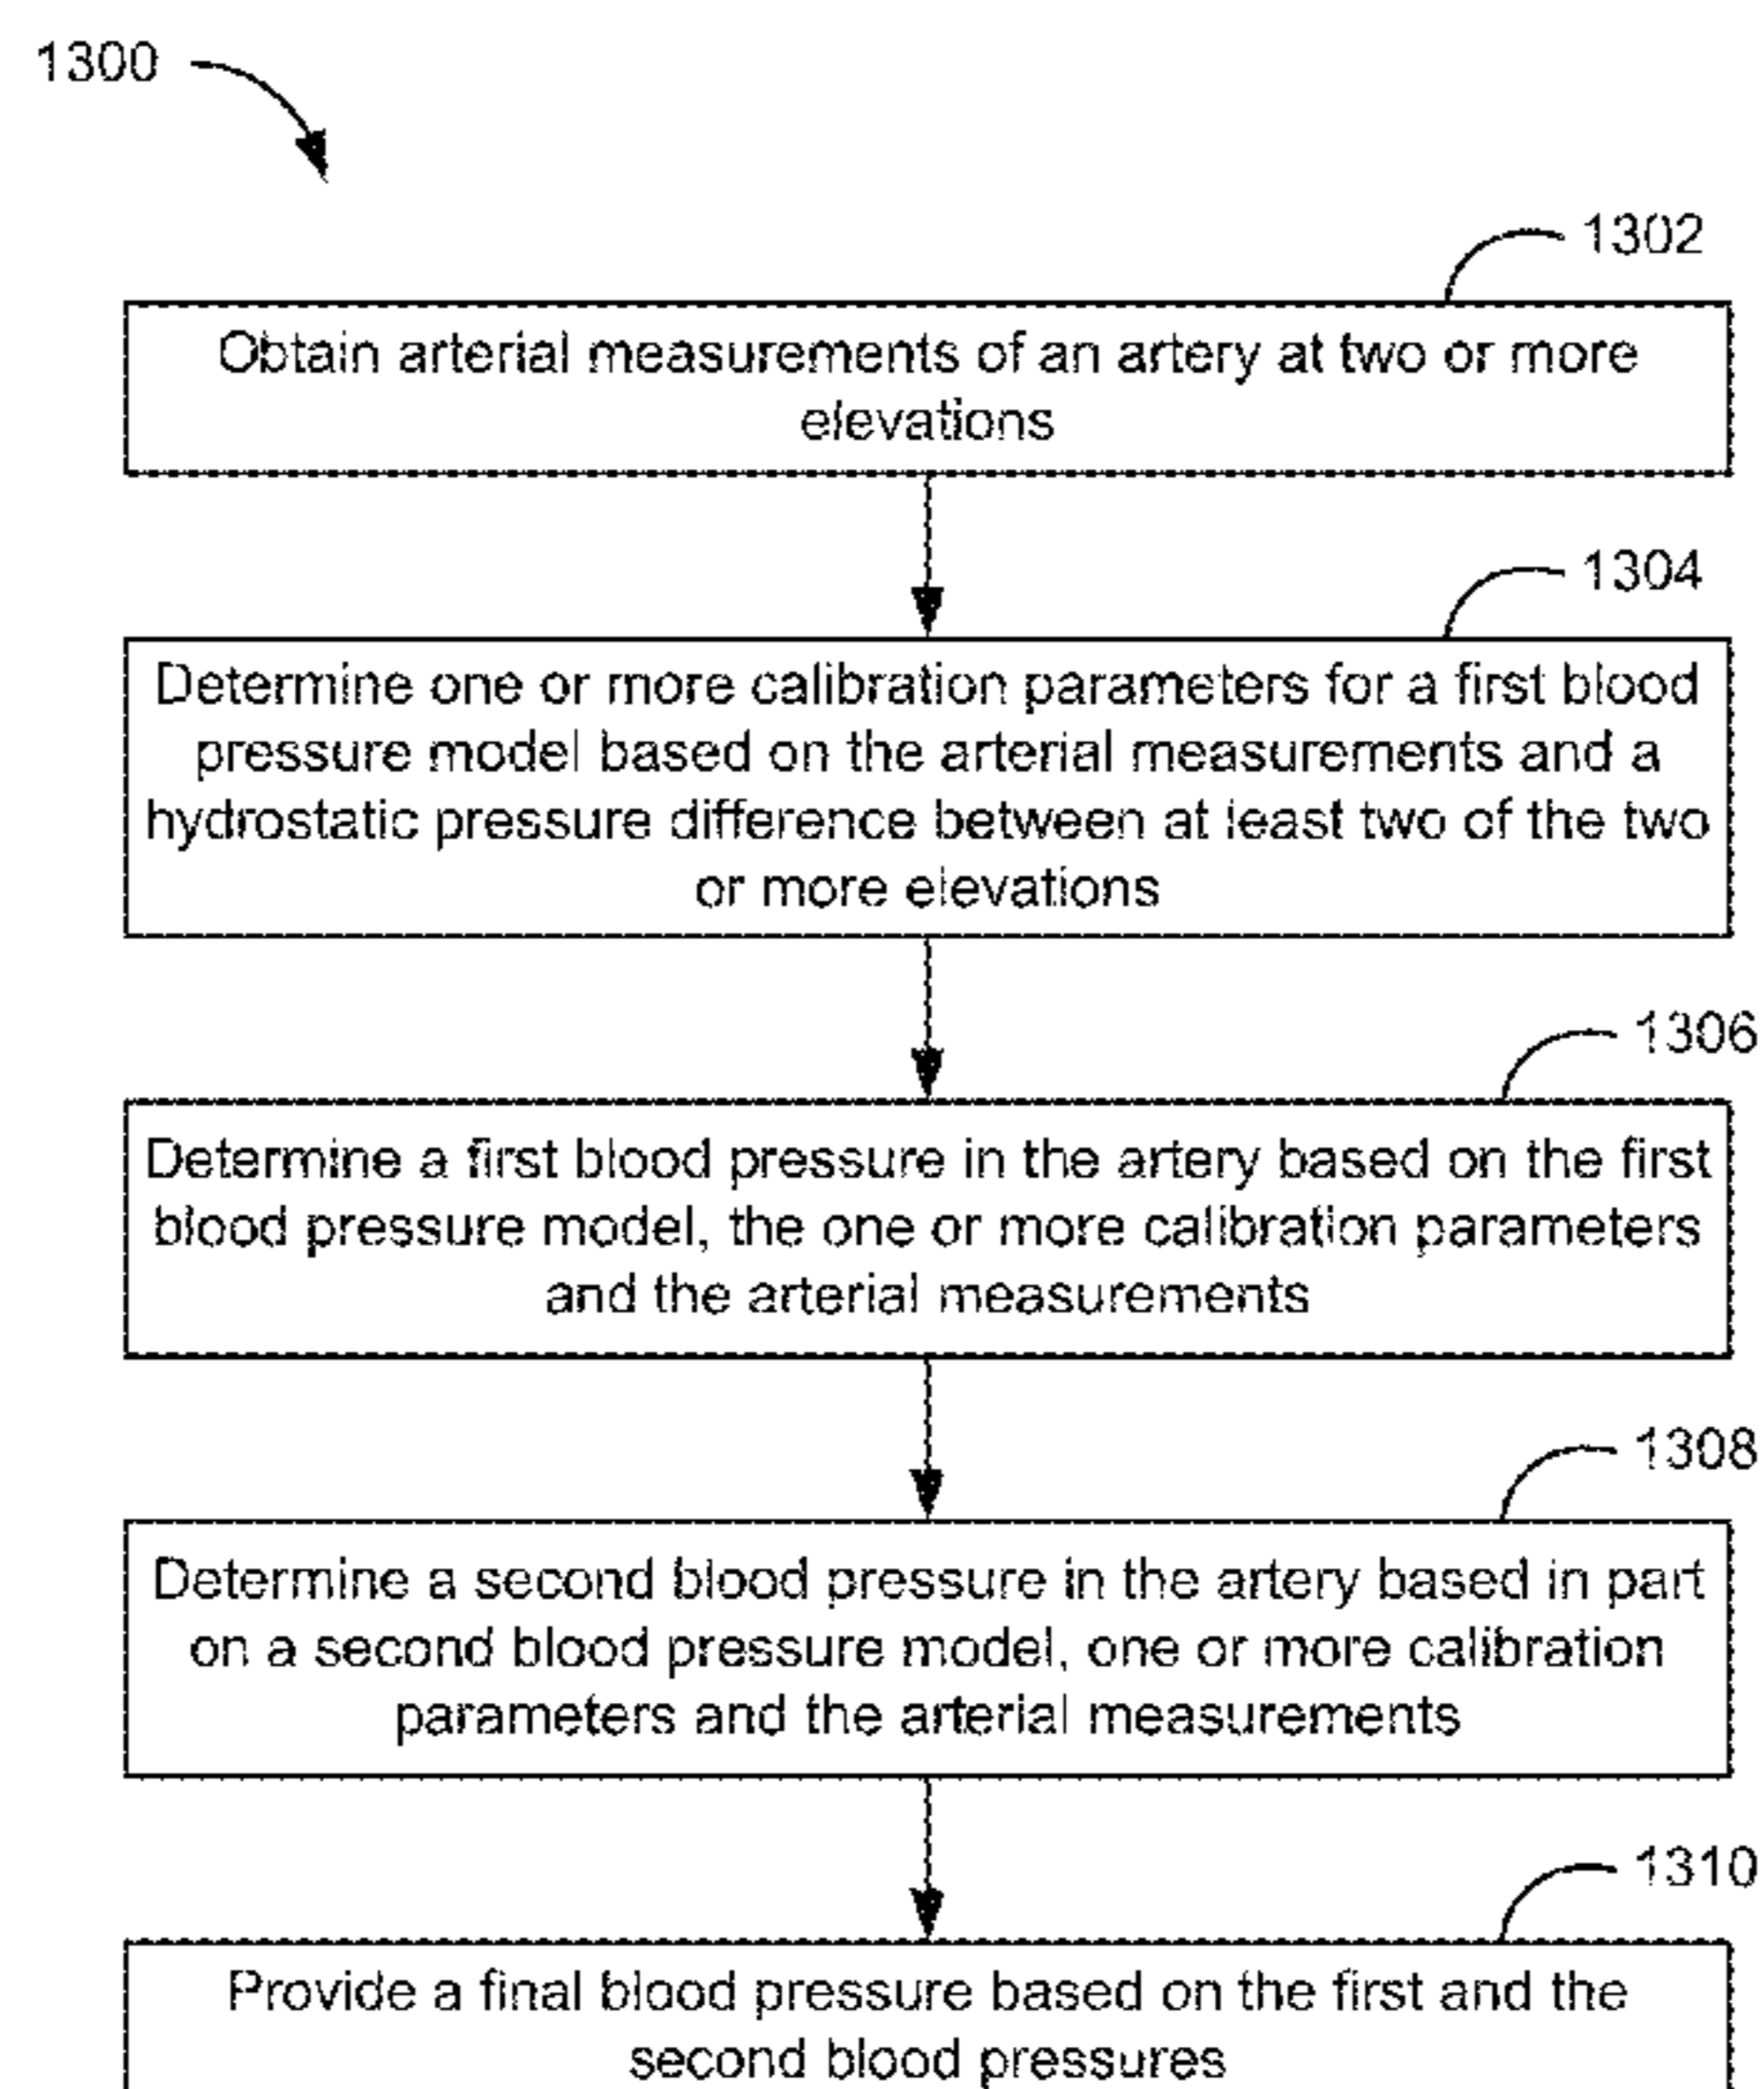 1300
1302
Obtain arterial measurements of an artery at two or more
elevations
1304
Determine one or more calibration parameters for a first blood
pressure model based on the arterial measurements and a
hydrostatic pressure difference between at least two of the two
or more elevations
1306
Determine a first blood pressure in the artery based on the first
blood pressure model, the one or more calibration parameters
and the arterial measurements
1308
Determine a second blood pressure in the artery based in part
on a second blood pressure model, one or more calibration
parameters and the arterial measurements
1310
Provide a final blood pressure based on the first and the
second blood pressures